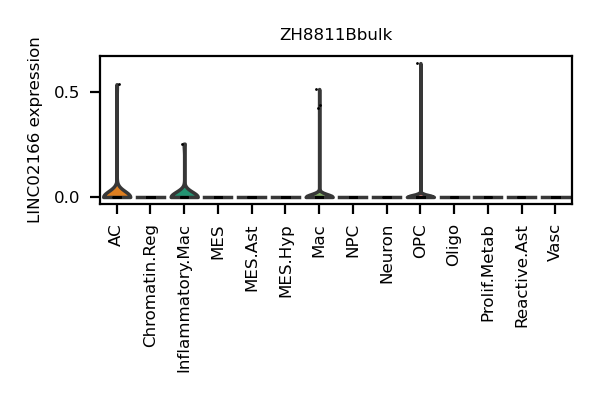 ZH8811Bbulk
LINC02166 expression
0.5
0.0
AC
Chromatin.Reg
Inflammatory.Mac
MES
MES.Ast
MES.Hyp
Mac
NPC
Neuron
OPC
Oligo
Prolif.Metab
Reactive.Ast
Vasc